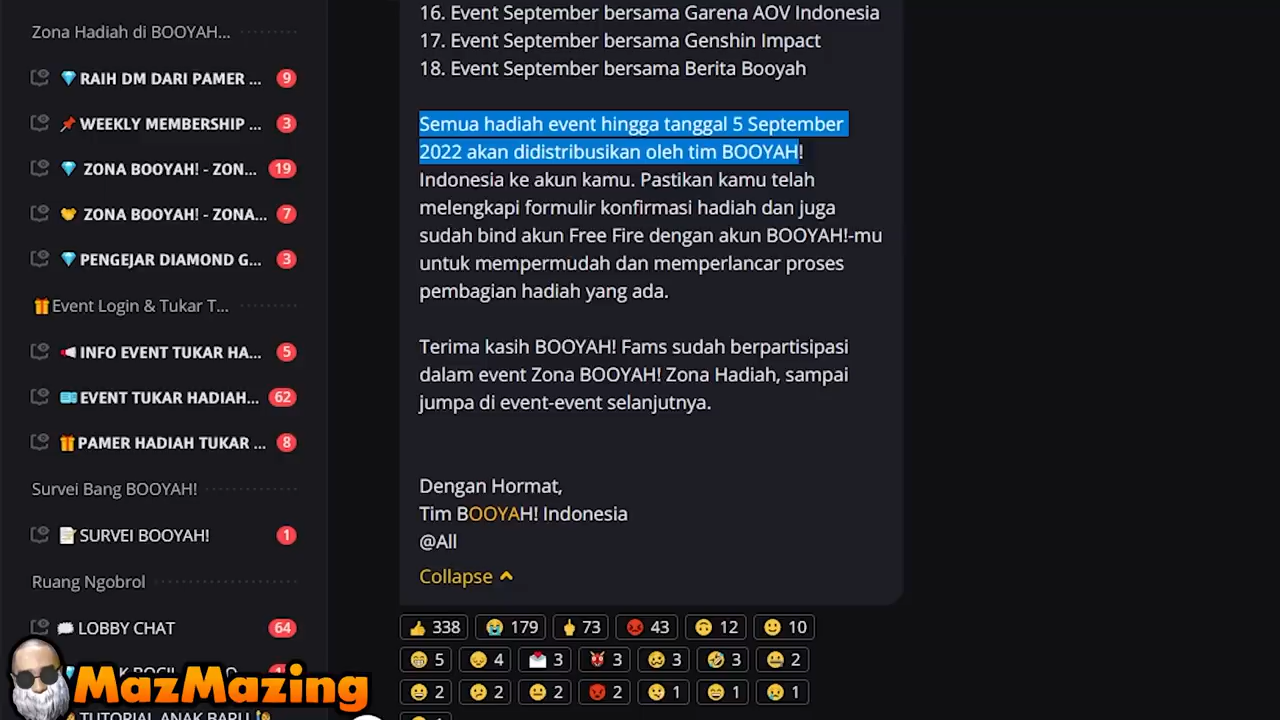 Zona Hadiah di BOOYAH...
RAIH DM DARI PAMER ... 9
WEEKLY MEMBERSHIP ... 3
ZONA BOOYAH! - ZON... 19
ZONA BOOYAH! - ZONA... 7
PENGEJAR DIAMOND G... 3
Event Login & Tukar T...
INFO EVENT TUKAR HA... 5
EVENT TUKAR HADIAH... 62
PAMER HADIAH TUKAR ... 8
Survei Bang BOOYAH!
SURVEI BOOYAH! 1
Ruang Ngobrol
LOBBY CHAT 64
MazMazing
TUTORIAL ANAK BARU
16. Event September bersama Garena AOV Indonesia
17. Event September bersama Genshin Impact
18. Event September bersama Berita Booyah
Semua hadiah event hingga tanggal 5 September
2022 akan didistribusikan oleh tim BOOYAH!
Indonesia ke akun kamu. Pastikan kamu telah
melengkapi formulir konfirmasi hadiah dan juga
sudah bind akun Free Fire dengan akun BOOYAH!-mu
untuk mempermudah dan memperlancar proses
pembagian hadiah yang ada.
Terima kasih BOOYAH! Fams sudah berpartisipasi
dalam event Zona BOOYAH! Zona Hadiah, sampai
jumpa di event-event selanjutnya.
Dengan Hormat,
Tim BOOYAH! Indonesia
@All
Collapse
338 179 73 43 12 10
5 4 3 3 3 3 2
2 2 2 2 1 1 1